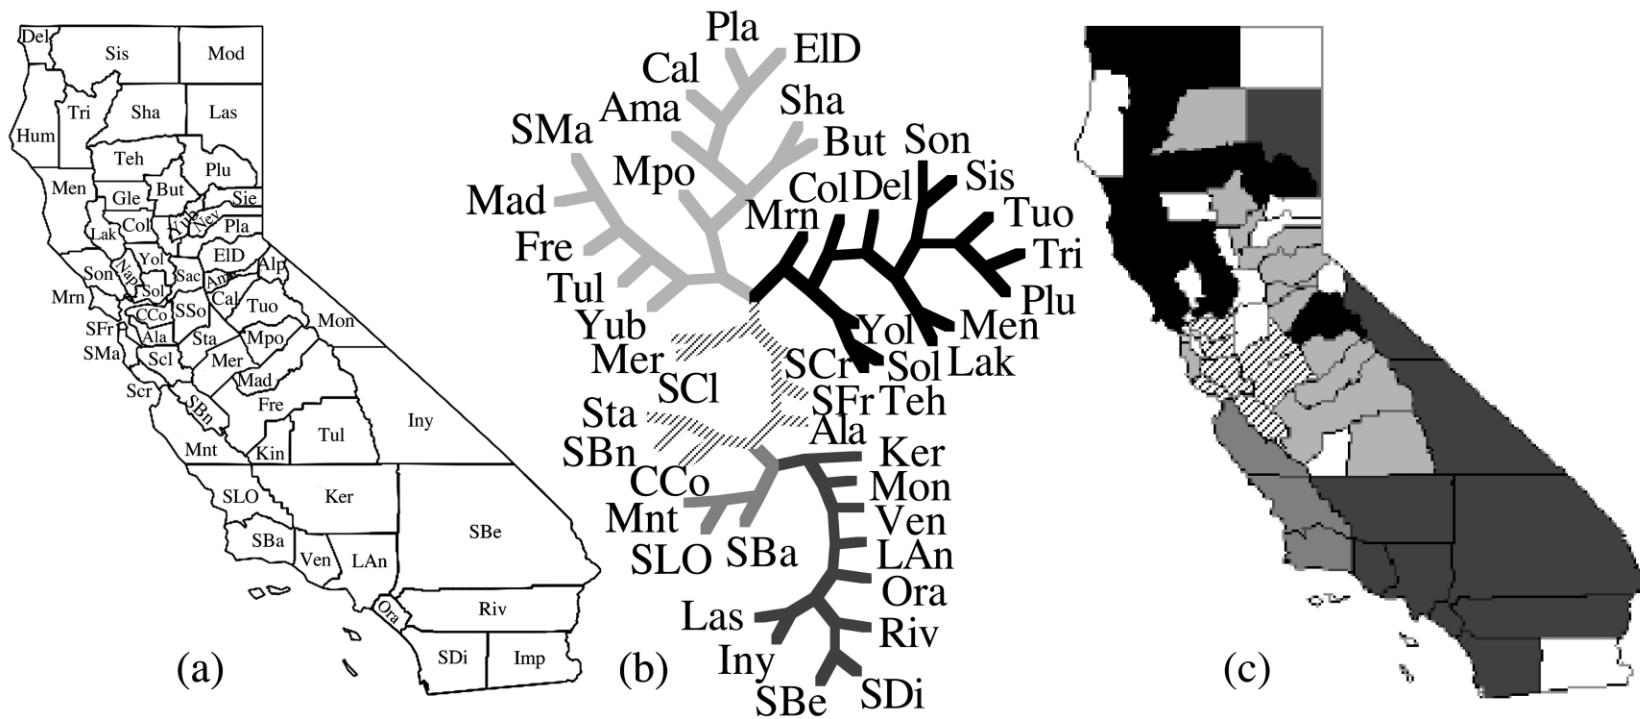 Del
Sis
Mod
Tri
Sha
Las
Hum
Teh
Plu
Men
Gle
But
Sie
Lak
Col
Yub
Nev
Pla
Yol
ElD
Son
Nap
Sac
Alp
Sol
Ama
Mrn
CCo
SSo
Cal
Tuo
SFr
Ala
Sta
Mpo
Mon
SMa
Scl
Mer
Scr
Mad
SBn
Fre
Iny
Mnt
Kin
Tul
SLO
Ker
SBa
SBe
Ven
LAn
Ora
Riv
SDi
Imp
(a)
Pla
ElD
Cal
Ama
Sha
SMa
But
Son
Mpo
Col
Del
Sis
Mad
Mrn
Tuo
Fre
Tri
Tul
Plu
Yub
Yol
Men
Mer
SCr
Sol
Lak
SCl
SFr
Teh
Sta
Ala
SBn
Ker
CCo
Mon
Mnt
Ven
SLO
SBa
LAn
Ora
Las
Riv
Iny
SBe
SDi
(b)
(c)